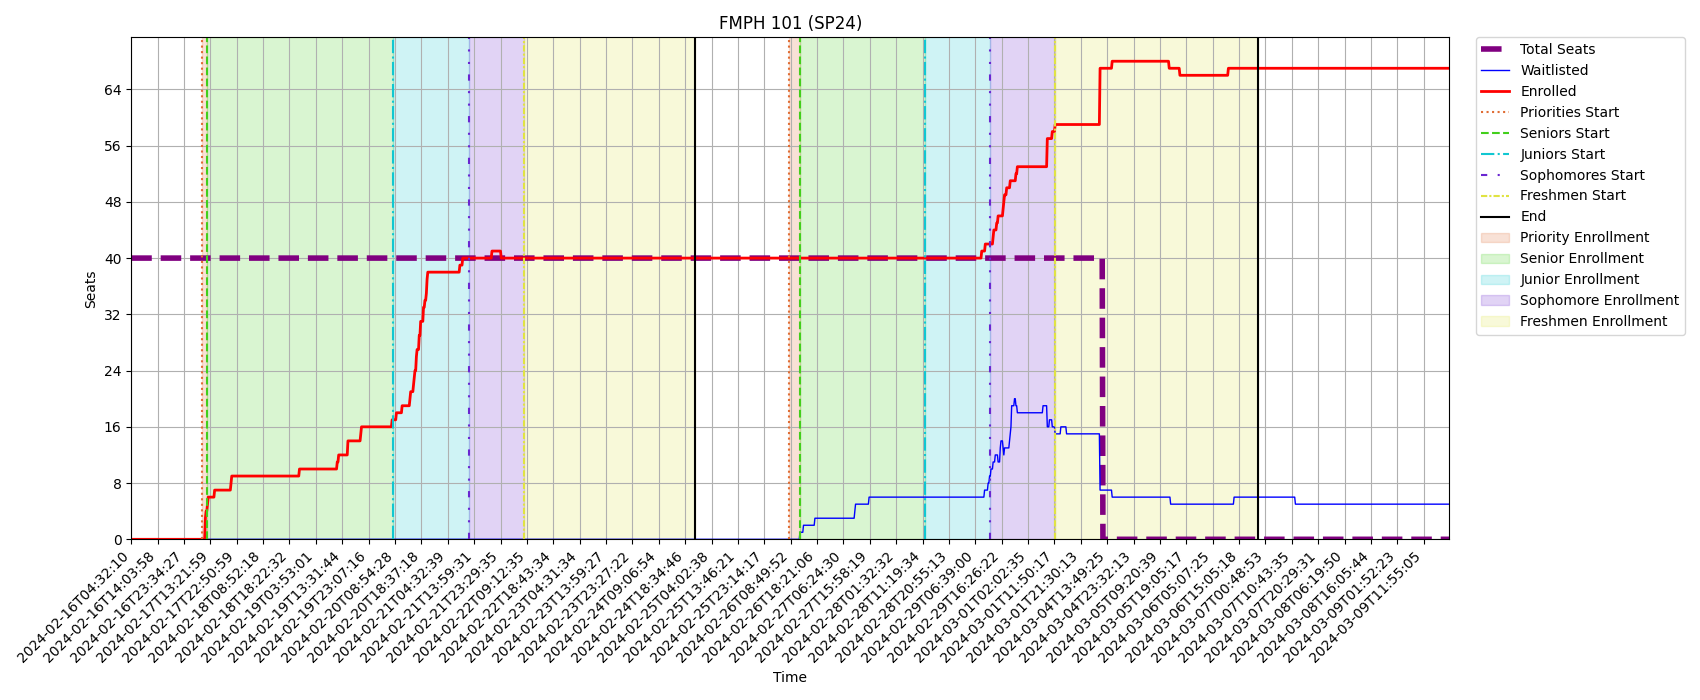 FMPH 101 (SP24)
Seats
64
56
48
40
32
24
16
8
0
2024-02-16T04:32:10
2024-02-16T14:03:58
2024-02-16T23:34:27
2024-02-17T13:21:59
2024-02-17T22:50:59
2024-02-18T08:52:18
2024-02-18T18:22:32
2024-02-19T03:53:01
2024-02-19T13:31:44
2024-02-19T23:07:16
2024-02-20T08:54:28
2024-02-20T18:37:18
2024-02-21T04:32:39
2024-02-21T13:59:31
2024-02-21T23:29:35
2024-02-22T09:12:35
2024-02-22T18:43:34
2024-02-23T04:31:34
2024-02-23T13:59:27
2024-02-23T23:27:22
2024-02-24T09:06:54
2024-02-24T18:34:46
2024-02-25T04:02:38
2024-02-25T13:46:21
2024-02-25T23:14:17
2024-02-26T08:49:52
2024-02-26T18:21:06
2024-02-27T06:24:30
2024-02-27T15:58:19
2024-02-28T01:32:32
2024-02-28T11:19:34
2024-02-28T20:55:13
2024-02-29T06:39:00
2024-02-29T16:26:22
2024-03-01T02:02:35
2024-03-01T11:50:17
2024-03-01T21:30:13
2024-03-04T13:49:25
2024-03-04T23:32:13
2024-03-05T09:20:39
2024-03-05T19:05:17
2024-03-06T05:07:25
2024-03-06T15:05:18
2024-03-07T00:48:53
2024-03-07T10:43:35
2024-03-07T20:29:31
2024-03-08T06:19:50
2024-03-08T16:05:44
2024-03-09T01:52:23
2024-03-09T11:55:05
Time
Total Seats
Waitlisted
Enrolled
Priorities Start
Seniors Start
Juniors Start
Sophomores Start
Freshmen Start
End
Priority Enrollment
Senior Enrollment
Junior Enrollment
Sophomore Enrollment
Freshmen Enrollment